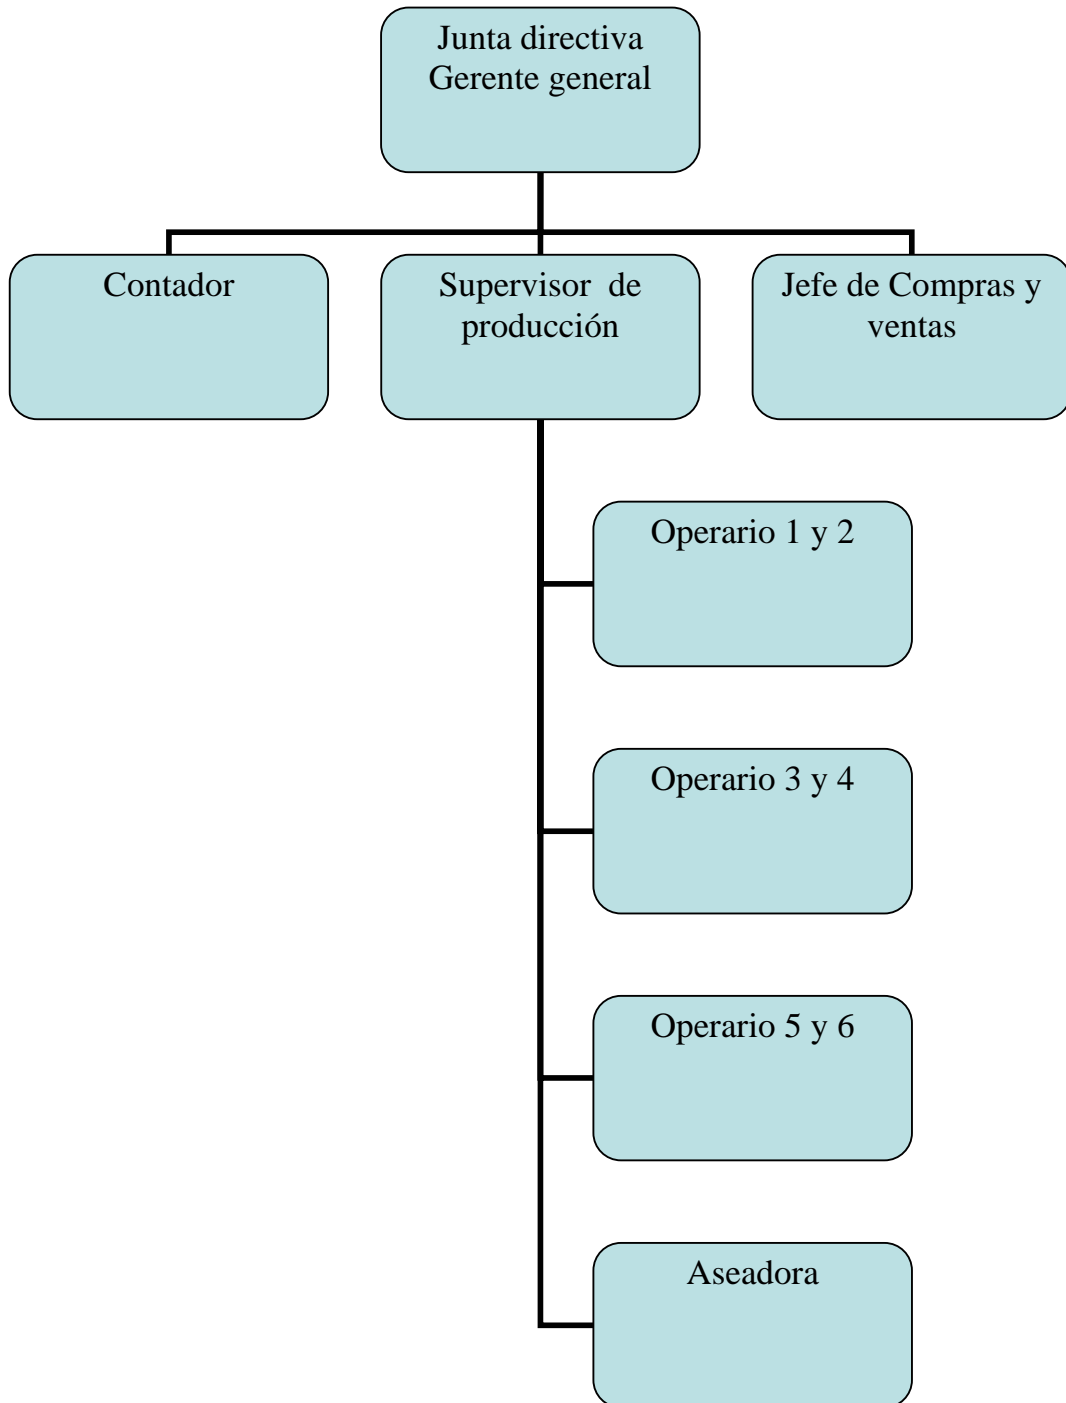 Junta directiva
Gerente general
Contador
Supervisor de
producción
Jefe de Compras y
ventas
Operario 1 y 2
Operario 3 y 4
Operario 5 y 6
Aseadora